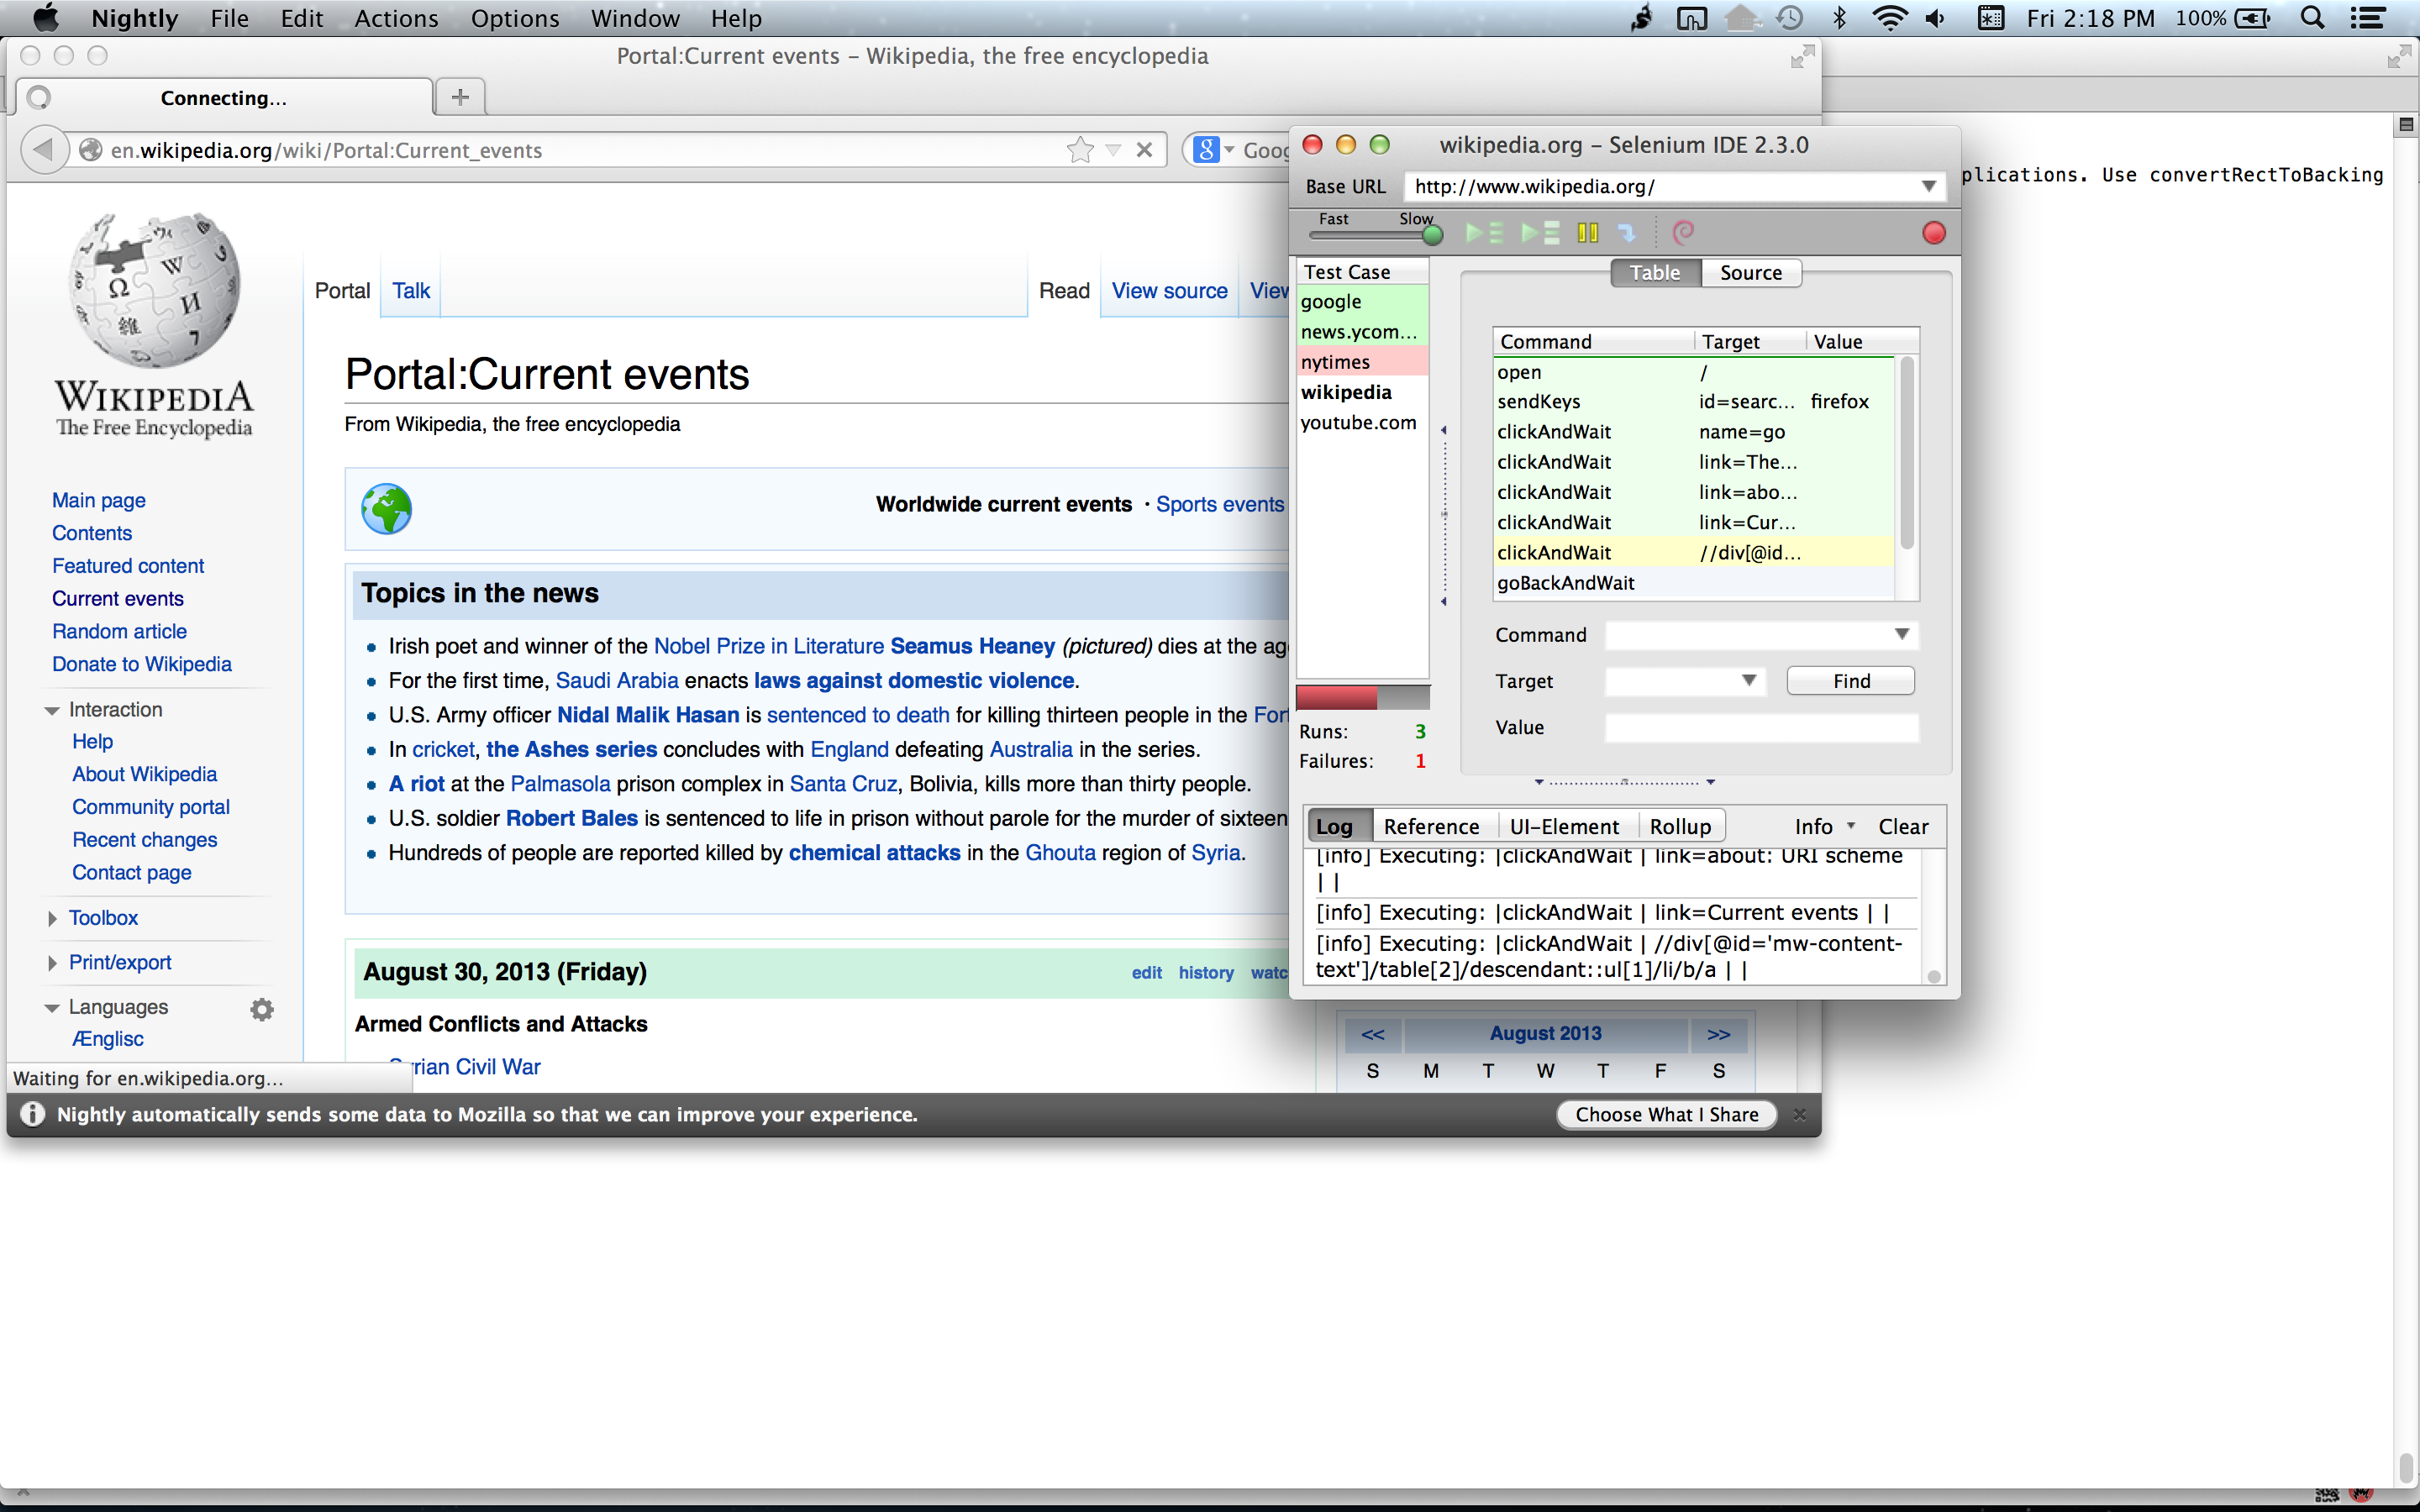 Nightly File Edit Actions Options Window Help
Fri 2:18 PM 100%
Portal:Current events – Wikipedia, the free encyclopedia
Connecting...
en.wikipedia.org/wiki/Portal:Current_events
Goog
WIKIPEDIA
The Free Encyclopedia
Main page
Contents
Featured content
Current events
Random article
Donate to Wikipedia
Interaction
Help
About Wikipedia
Community portal
Recent changes
Contact page
Toolbox
Print/export
Languages
Ænglisc
Portal Talk Read View source View
Portal:Current events
From Wikipedia, the free encyclopedia
Worldwide current events · Sports events
Topics in the news
Irish poet and winner of the Nobel Prize in Literature Seamus Heaney (pictured) dies at the ag
For the first time, Saudi Arabia enacts laws against domestic violence.
U.S. Army officer Nidal Malik Hasan is sentenced to death for killing thirteen people in the Fort
In cricket, the Ashes series concludes with England defeating Australia in the series.
A riot at the Palmasola prison complex in Santa Cruz, Bolivia, kills more than thirty people.
U.S. soldier Robert Bales is sentenced to life in prison without parole for the murder of sixteen
Hundreds of people are reported killed by chemical attacks in the Ghouta region of Syria.
August 30, 2013 (Friday)
edit history watc
Armed Conflicts and Attacks
Syrian Civil War
<< August 2013 >>
S M T W T F S
Waiting for en.wikipedia.org...
Nightly automatically sends some data to Mozilla so that we can improve your experience.
Choose What I Share
wikipedia.org – Selenium IDE 2.3.0
Base URL http://www.wikipedia.org/
Fast Slow
Test Case
google
news.ycom...
nytimes
wikipedia
youtube.com
Runs: 3
Failures: 1
Table Source
Command Target Value
open /
sendKeys id=searc... firefox
clickAndWait name=go
clickAndWait link=The...
clickAndWait link=abo...
clickAndWait link=Cur...
clickAndWait //div[@id...
goBackAndWait
Command
Target
Find
Value
Log Reference UI-Element Rollup Info Clear
[info] Executing: |clickAndWait | link=about: URI scheme
| |
[info] Executing: |clickAndWait | link=Current events | |
[info] Executing: |clickAndWait | //div[@id='mw-content-
text']/table[2]/descendant::ul[1]/li/b/a | |
plications. Use convertRectToBacking